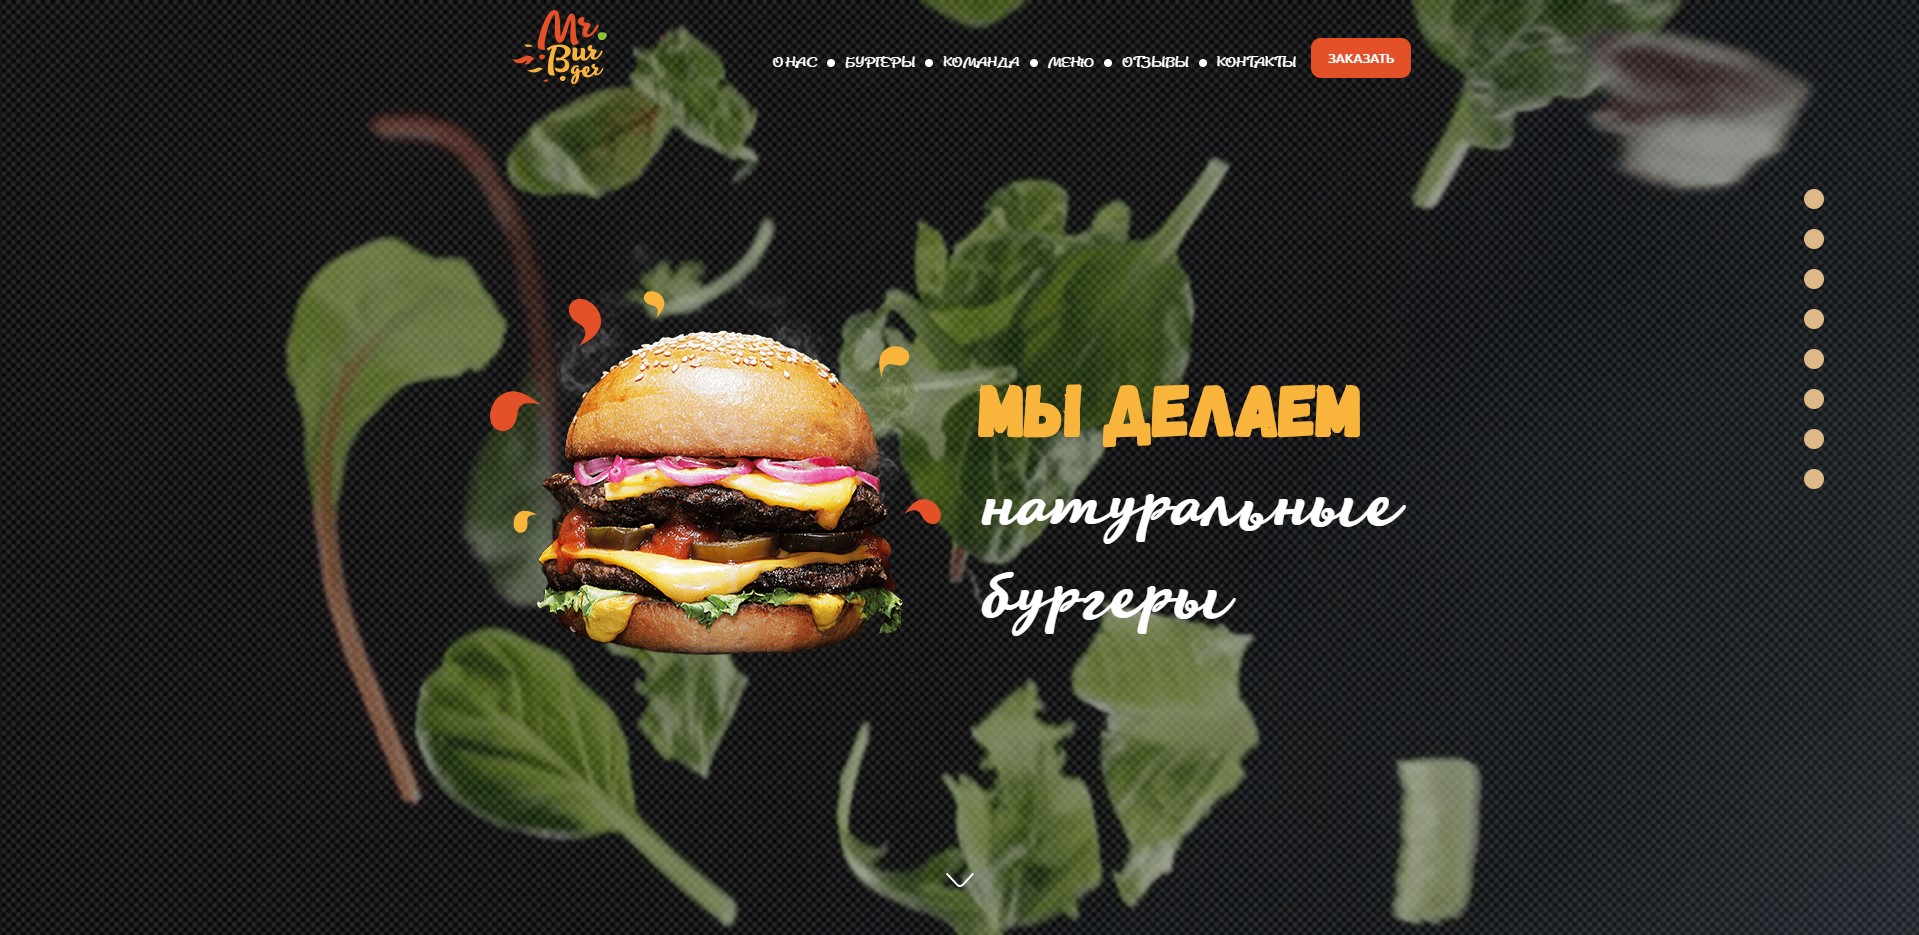 Mr.
Bur
ger
О НАС
БУРГЕРЫ
КОМАНДА
МЕНЮ
ОТЗЫВЫ
КОНТАКТЫ
ЗАКАЗАТЬ
МЫ ДЕЛАЕМ
натуральные
бургеры